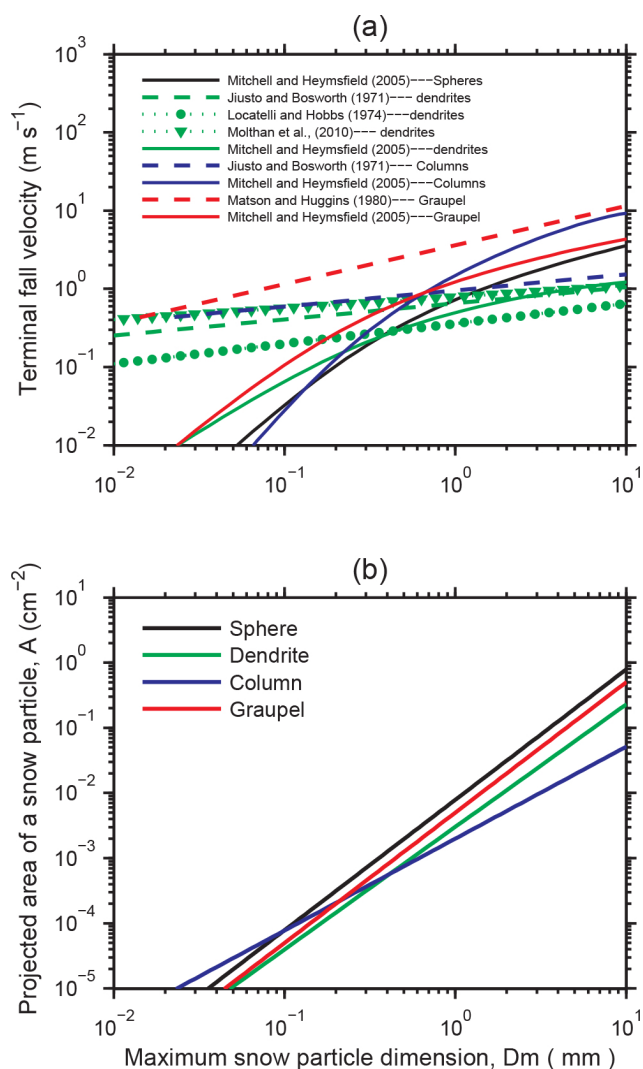 (a)
10³
10²
10¹
10⁰
10⁻¹
10⁻²
Terminal fall velocity (m s⁻¹)
Mitchell and Heymsfield (2005)---Spheres
Jiusto and Bosworth (1971)--- dendrites
Locatelli and Hobbs (1974)---dendrites
Molthan et al., (2010)--- dendrites
Mitchell and Heymsfield (2005)---dendrites
Jiusto and Bosworth (1971)--- Columns
Mitchell and Heymsfield (2005)---Columns
Matson and Huggins (1980)--- Graupel
Mitchell and Heymsfield (2005)---Graupel
10⁻² 10⁻¹ 10⁰ 10¹
(b)
10¹
10⁰
10⁻¹
10⁻²
10⁻³
10⁻⁴
10⁻⁵
Projected area of a snow particle, A (cm⁻²)
Sphere
Dendrite
Column
Graupel
10⁻² 10⁻¹ 10⁰ 10¹
Maximum snow particle dimension, Dm ( mm )